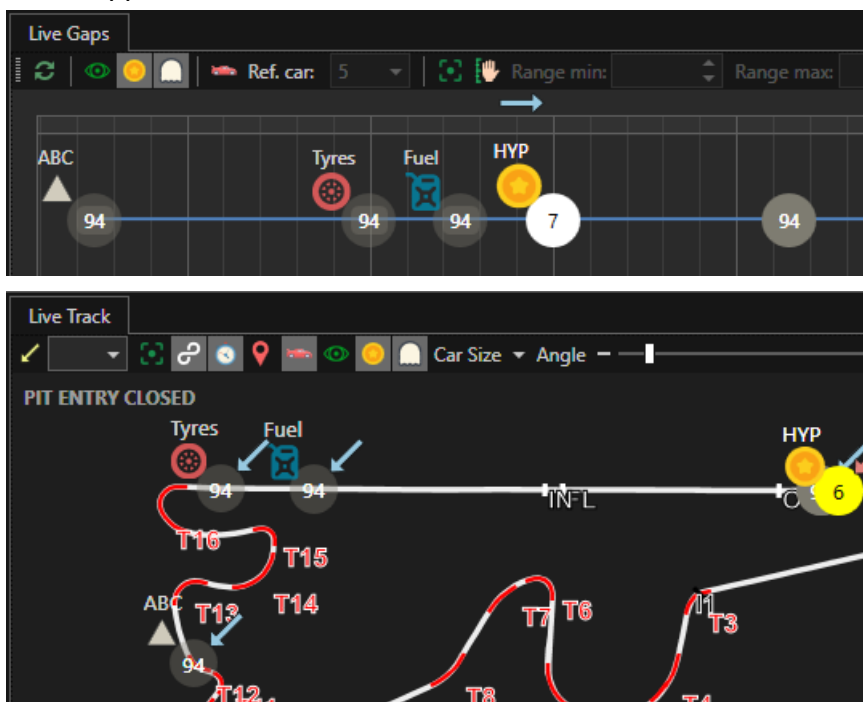 Live Gaps
Ref. car: 5 Range min: Range max:
ABC Tyres Fuel HYP
94 94 94 7 94
Live Track
Car Size Angle
PIT ENTRY CLOSED
Tyres Fuel HYP
94 94 6
INFL
T16
T15
ABC T13 T14 T7 T6 I1 T3
94
T12 T8